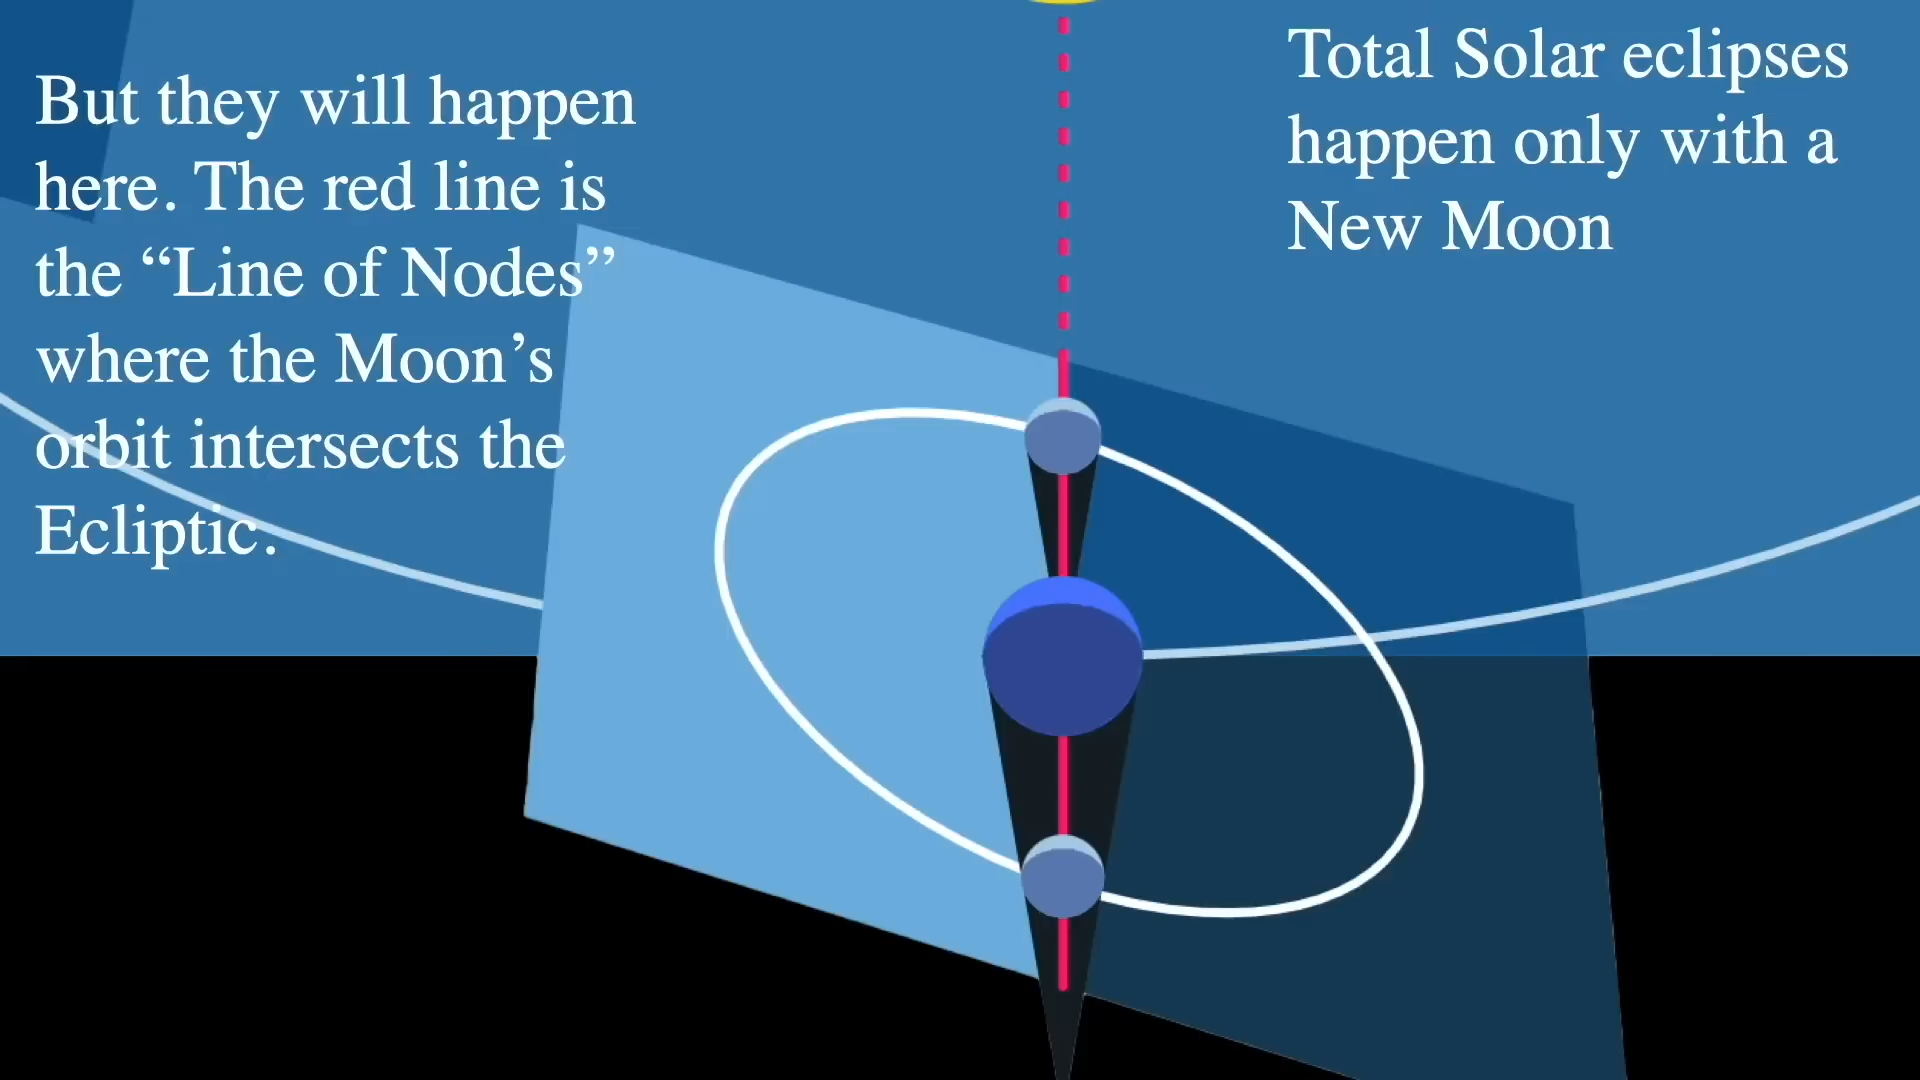 But they will happen
here. The red line is
the “Line of Nodes”
where the Moon’s
orbit intersects the
Ecliptic.
Total Solar eclipses
happen only with a
New Moon